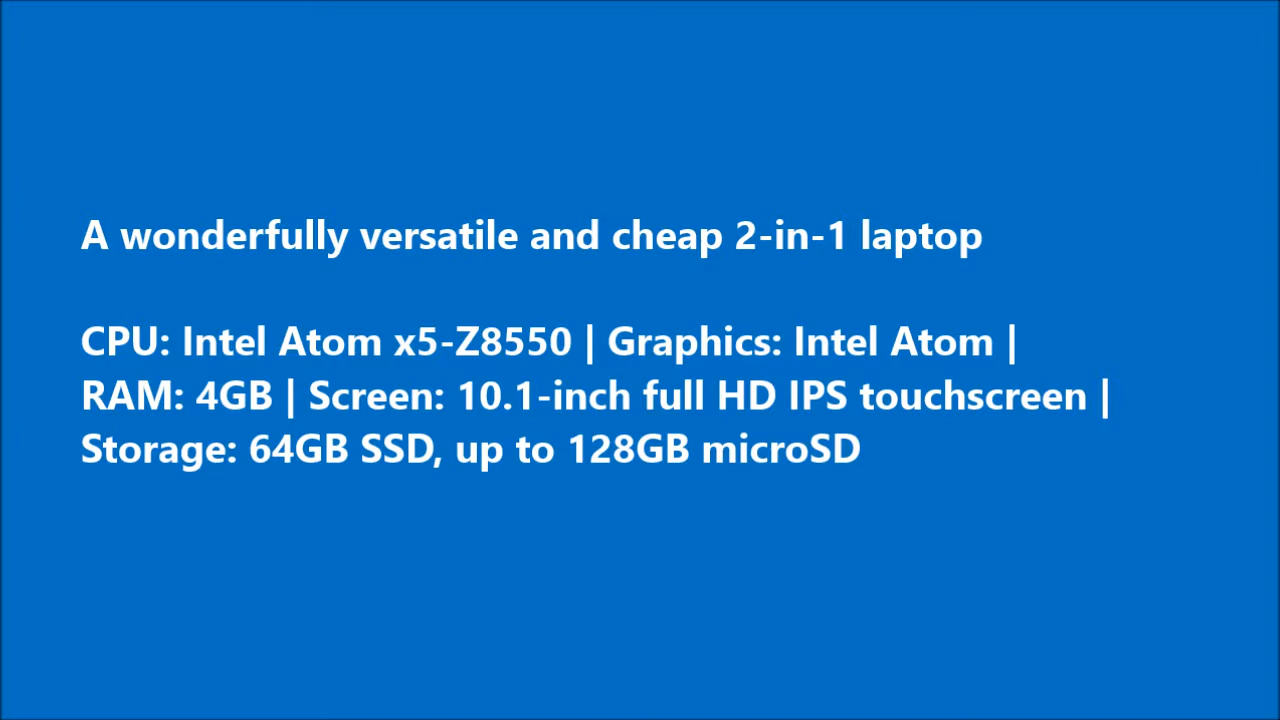 A wonderfully versatile and cheap 2-in-1 laptop
CPU: Intel Atom x5-Z8550 | Graphics: Intel Atom |
RAM: 4GB | Screen: 10.1-inch full HD IPS touchscreen |
Storage: 64GB SSD, up to 128GB microSD